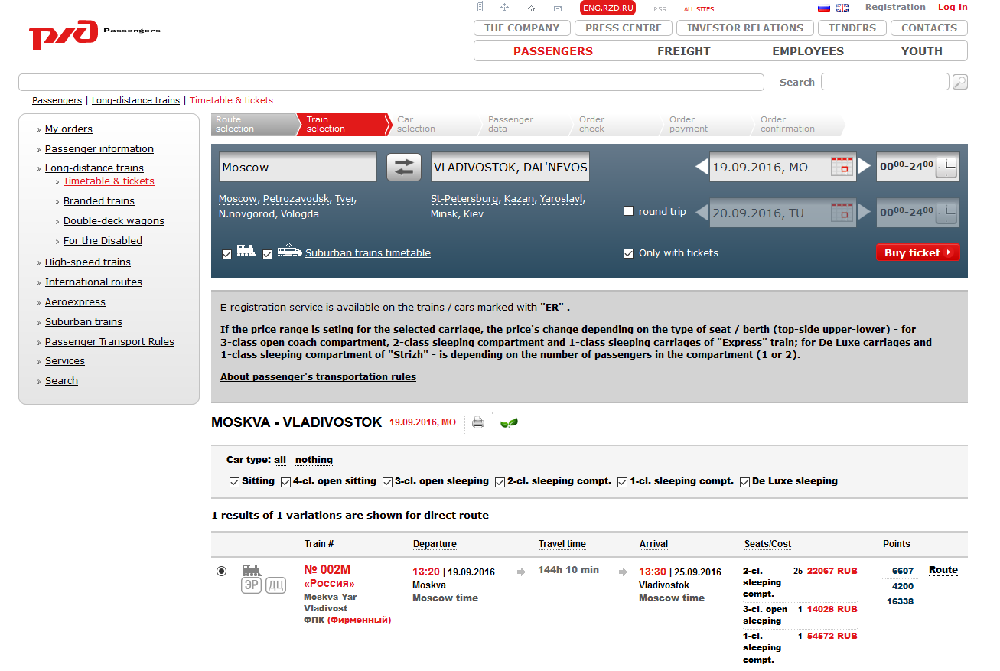 ENG.RZD.RU
RSS
ALL SITES
Registration
Log in
ржд
Passengers
THE COMPANY
PRESS CENTRE
INVESTOR RELATIONS
TENDERS
CONTACTS
PASSENGERS
FREIGHT
EMPLOYEES
YOUTH
Search
Passengers | Long-distance trains | Timetable & tickets
» My orders
» Passenger information
» Long-distance trains
» Timetable & tickets
» Branded trains
» Double-deck wagons
» For the Disabled
» High-speed trains
» International routes
» Aeroexpress
» Suburban trains
» Passenger Transport Rules
» Services
» Search
Route
selection
Train
selection
Car
selection
Passenger
data
Order
check
Order
payment
Order
confirmation
Moscow
VLADIVOSTOK, DAL'NEVOS
19.09.2016, MO
00⁰⁰-24⁰⁰
Moscow, Petrozavodsk, Tver,
N.novgorod, Vologda
St-Petersburg, Kazan, Yaroslavl,
Minsk, Kiev
round trip
20.09.2016, TU
00⁰⁰-24⁰⁰
Suburban trains timetable
Only with tickets
Buy ticket
E-registration service is available on the trains / cars marked with "ER" .
If the price range is seting for the selected carriage, the price's change depending on the type of seat / berth (top-side upper-lower) - for
3-class open coach compartment, 2-class sleeping compartment and 1-class sleeping carriages of "Express" train; for De Luxe carriages and
1-class sleeping compartment of "Strizh" - is depending on the number of passengers in the compartment (1 or 2).
About passenger's transportation rules
MOSKVA - VLADIVOSTOK 19.09.2016, MO
Car type: all nothing
Sitting 4-cl. open sitting 3-cl. open sleeping 2-cl. sleeping compt. 1-cl. sleeping compt. De Luxe sleeping
1 results of 1 variations are shown for direct route
Train # Departure Travel time Arrival Seats/Cost Points
ЭР ДЦ
№ 002М
«Россия»
Moskva Yar
Vladivost
ФПК (Фирменный)
13:20 | 19.09.2016
Moskva
Moscow time
144h 10 min
13:30 | 25.09.2016
Vladivostok
Moscow time
2-cl.
sleeping
compt.
25 22067 RUB
3-cl. open
sleeping
1 14028 RUB
1-cl.
sleeping
compt.
1 54572 RUB
6607
4200
16338
Route